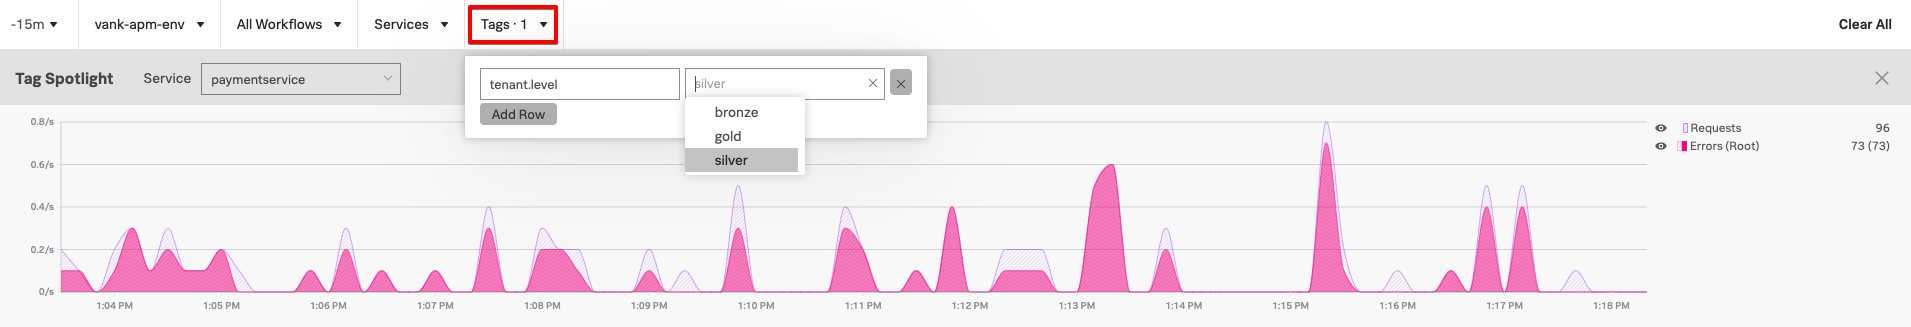 -15m vank-apm-env All Workflows Services Tags · 1 Clear All
Tag Spotlight Service paymentservice tenant.level silver
Add Row
bronze
gold
silver
0.8/s
0.6/s
0.4/s
0.2/s
0/s
1:04 PM 1:05 PM 1:06 PM 1:07 PM 1:08 PM 1:09 PM 1:10 PM 1:11 PM 1:12 PM 1:13 PM 1:14 PM 1:15 PM 1:16 PM 1:17 PM 1:18 PM
Requests 96
Errors (Root) 73 (73)